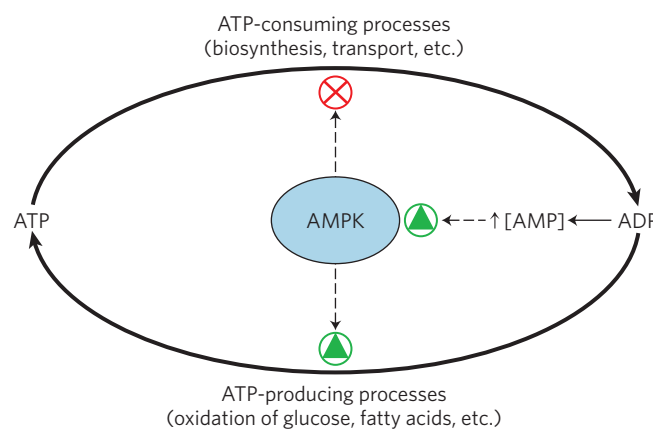 ATP-consuming processes
(biosynthesis, transport, etc.)
ATP
AMPK
↑[AMP]
ADP
ATP-producing processes
(oxidation of glucose, fatty acids, etc.)